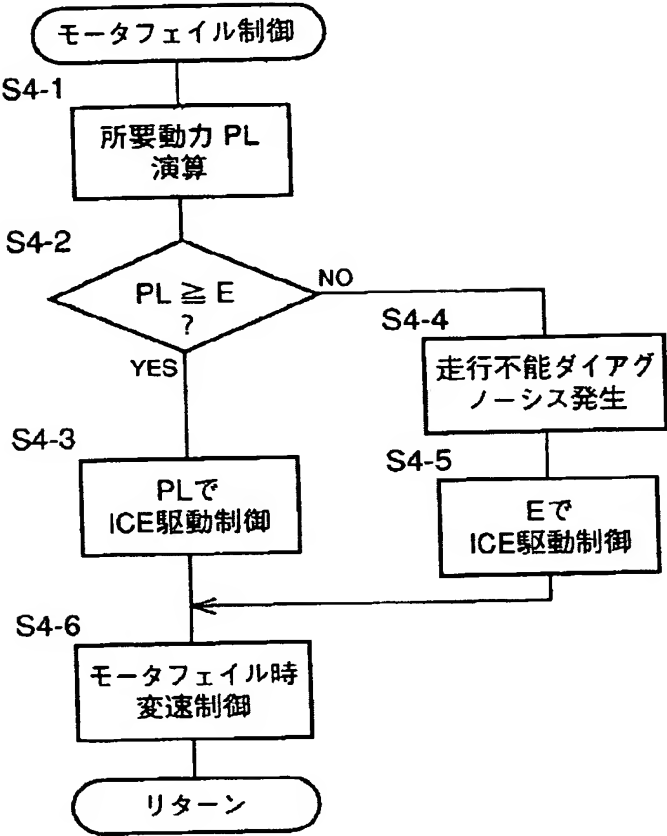 モータフェイル制御
S4-1
所要動力 PL
演算
S4-2
PL ≧ E
?
NO
YES
S4-4
走行不能ダイアグ
ノーシス発生
S4-3
PLで
ICE駆動制御
S4-5
Eで
ICE駆動制御
S4-6
モータフェイル時
変速制御
リターン